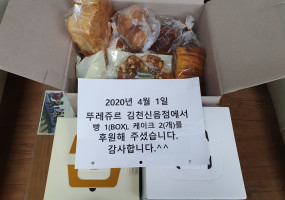 2020년 4월 1일
뚜레쥬르 김천신음점에서
빵 1(BOX), 케이크 2(개)를
후원해 주셨습니다.
감사합니다.^^